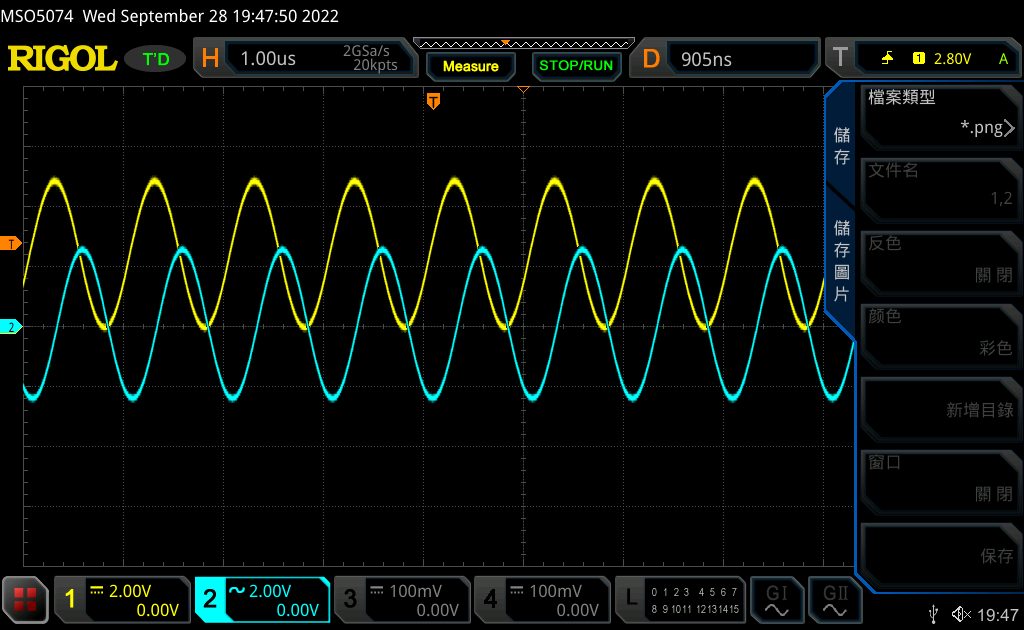 MSO5074 Wed September 28 19:47:50 2022
RIGOL
T'D
H
1.00us
2GSa/s
20kpts
Measure
STOP/RUN
D
905ns
T
1
2.80V
A
T
T
2
儲存
儲存圖片
檔案類型
*.png
文件名
1,2
反色
關閉
颜色
彩色
新增目錄
窗口
關閉
保存
1
2.00V
0.00V
2
2.00V
0.00V
3
100mV
0.00V
4
100mV
0.00V
L
0 1 2 3 4 5 6 7
8 9 10 11 12 13 14 15
GI
GII
19:47